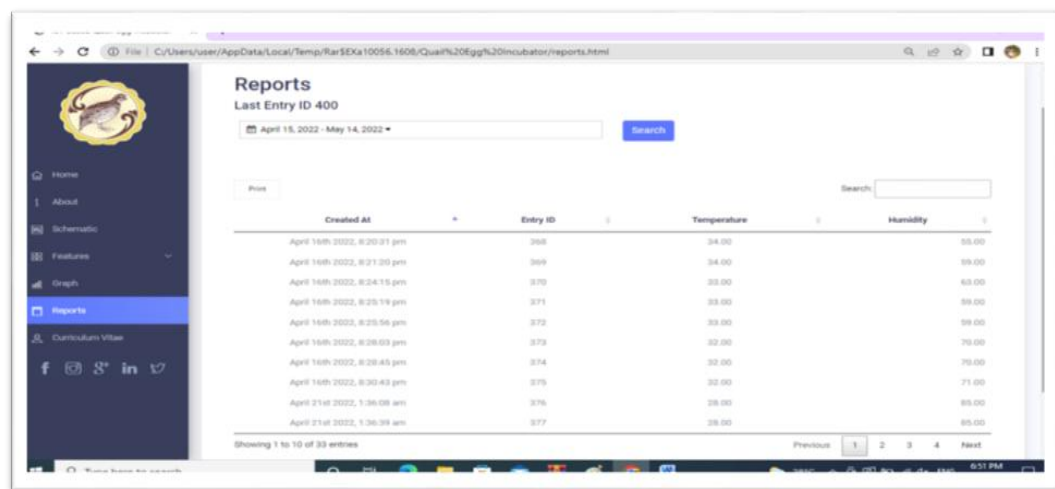 File | C:/Users/user/AppData/Local/Temp/Rar$EXa10056.1608/Quail%20Egg%20Incubator/reports.html
Reports
Last Entry ID 400
April 15, 2022 - May 14, 2022
Search
Home
About
Schematic
Features
Graph
Reports
Curriculum Vitae
Print
Search:
Created At Entry ID Temperature Humidity
April 16th 2022, 8:20:31 pm 368 34.00 55.00
April 16th 2022, 8:21:20 pm 369 34.00 59.00
April 16th 2022, 8:24:15 pm 370 33.00 63.00
April 16th 2022, 8:25:19 pm 371 33.00 59.00
April 16th 2022, 8:25:56 pm 372 33.00 59.00
April 16th 2022, 8:28:03 pm 373 32.00 70.00
April 16th 2022, 8:28:45 pm 374 32.00 70.00
April 16th 2022, 8:30:43 pm 375 32.00 71.00
April 21st 2022, 1:36:08 am 376 28.00 85.00
April 21st 2022, 1:36:39 am 377 28.00 85.00
Showing 1 to 10 of 33 entries
Previous 1 2 3 4 Next
Type here to search
6:51 PM